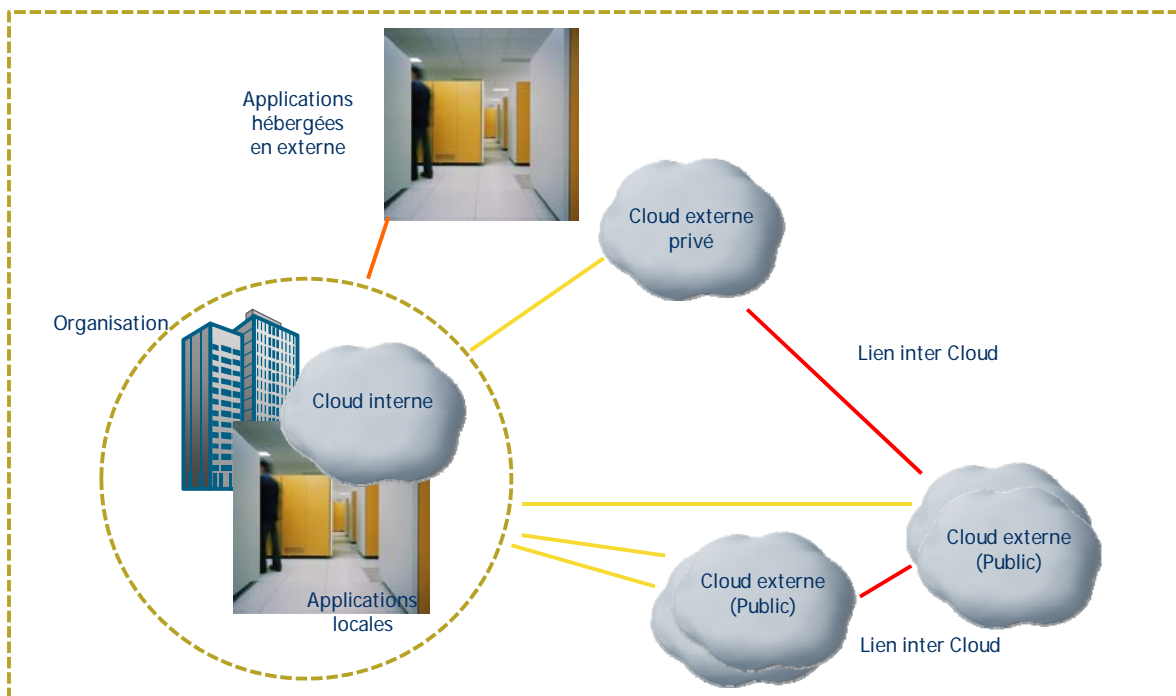 Applications
hébergées
en externe
Cloud externe
privé
Organisation
Lien inter Cloud
Cloud interne
Cloud externe
(Public)
Cloud externe
(Public)
Applications
locales
Lien inter Cloud